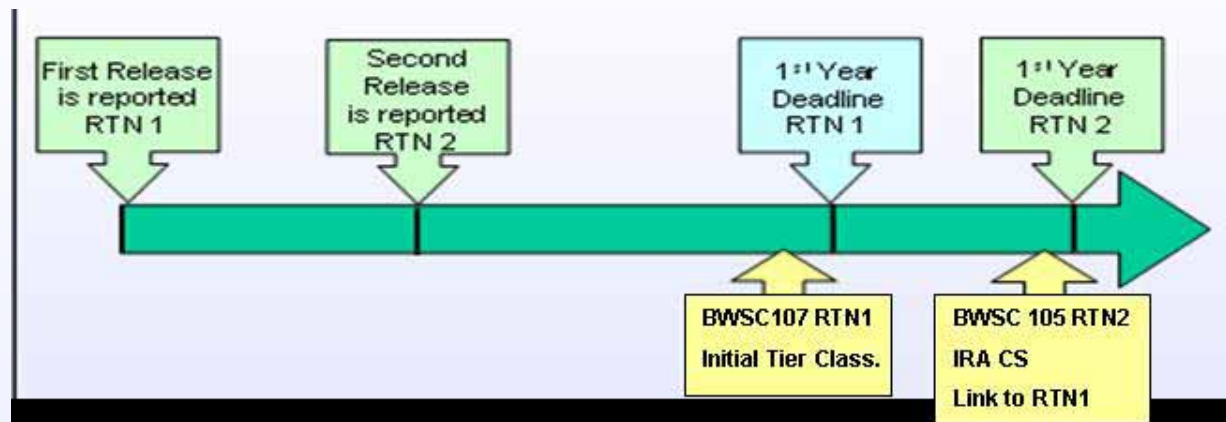 First Release
is reported
RTN 1
Second
Release
is reported
RTN 2
1st Year
Deadline
RTN 1
1st Year
Deadline
RTN 2
BWSC107 RTN1
Initial Tier Class.
BWSC 105 RTN2
IRA CS
Link to RTN1